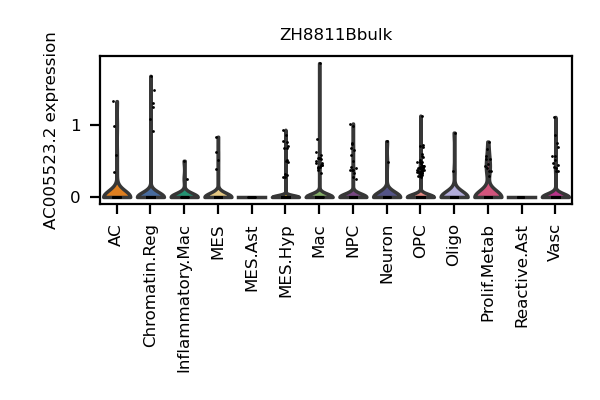 ZH8811Bbulk
AC005523.2 expression
1
0
AC
Chromatin.Reg
Inflammatory.Mac
MES
MES.Ast
MES.Hyp
Mac
NPC
Neuron
OPC
Oligo
Prolif.Metab
Reactive.Ast
Vasc